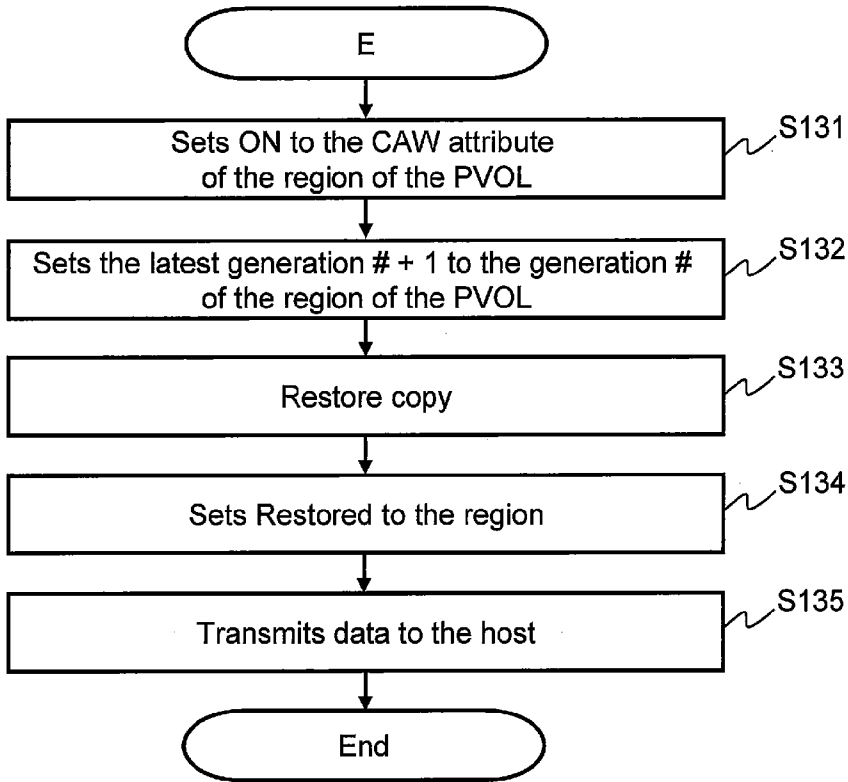 E
Sets ON to the CAW attribute
of the region of the PVOL
S131
Sets the latest generation # + 1 to the generation #
of the region of the PVOL
S132
Restore copy
S133
Sets Restored to the region
S134
Transmits data to the host
S135
End